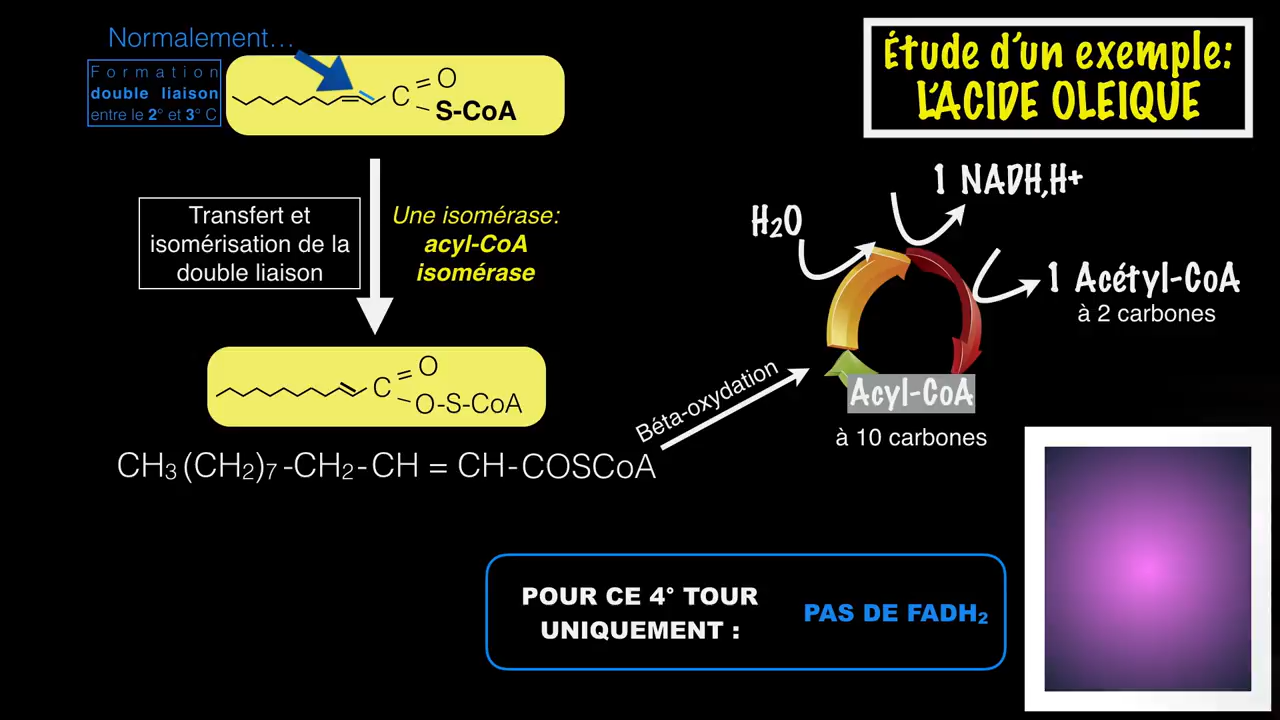 Normalement...
Formation
double liaison
entre le 2° et 3° C
C
O
S-CoA
Étude d'un exemple:
L'ACIDE OLEIQUE
Transfert et
isomérisation de la
double liaison
Une isomérase:
acyl-CoA
isomérase
H2O
1 NADH,H+
1 Acétyl-CoA
à 2 carbones
C
O
O-S-CoA
Béta-oxydation
Acyl-CoA
à 10 carbones
CH3 (CH2)7 -CH2-CH = CH-COSCoA
POUR CE 4° TOUR
UNIQUEMENT :
PAS DE FADH2